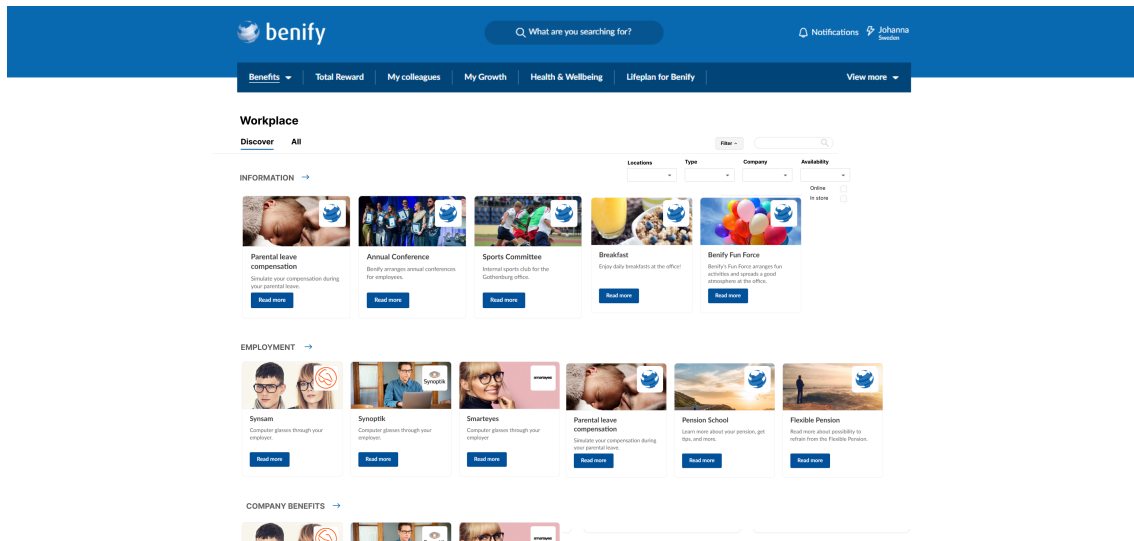 benify
What are you searching for?
Notifications
Johanna
Sweden
Benefits
Total Reward
My colleagues
My Growth
Health & Wellbeing
Lifeplan for Benify
View more
Workplace
Discover
All
Filter
Locations
Type
Company
Availability
Online
In store
INFORMATION
Parental leave
compensation
Simulate your compensation during
your parental leave.
Read more
Annual Conference
Benify arranges annual conferences
for employees.
Read more
Sports Committee
Internal sports club for the
Gothenburg office.
Read more
Breakfast
Enjoy daily breakfasts at the office!
Read more
Benify Fun Force
Benify's Fun Force arranges fun
activities and spreads a good
atmosphere at the office.
Read more
EMPLOYMENT
Synsam
Computer glasses through your
employer.
Read more
Synoptik
Synoptik
Computer glasses through your
employer.
Read more
smarteyes
Smarteyes
Computer glasses through your
employer
Read more
Parental leave
compensation
Simulate your compensation during
your parental leave.
Read more
Pension School
Learn more about your pension, get
tips, and more.
Read more
Flexible Pension
Read more about possibility to
refrain from the Flexible Pension.
Read more
COMPANY BENEFITS
smarteyes